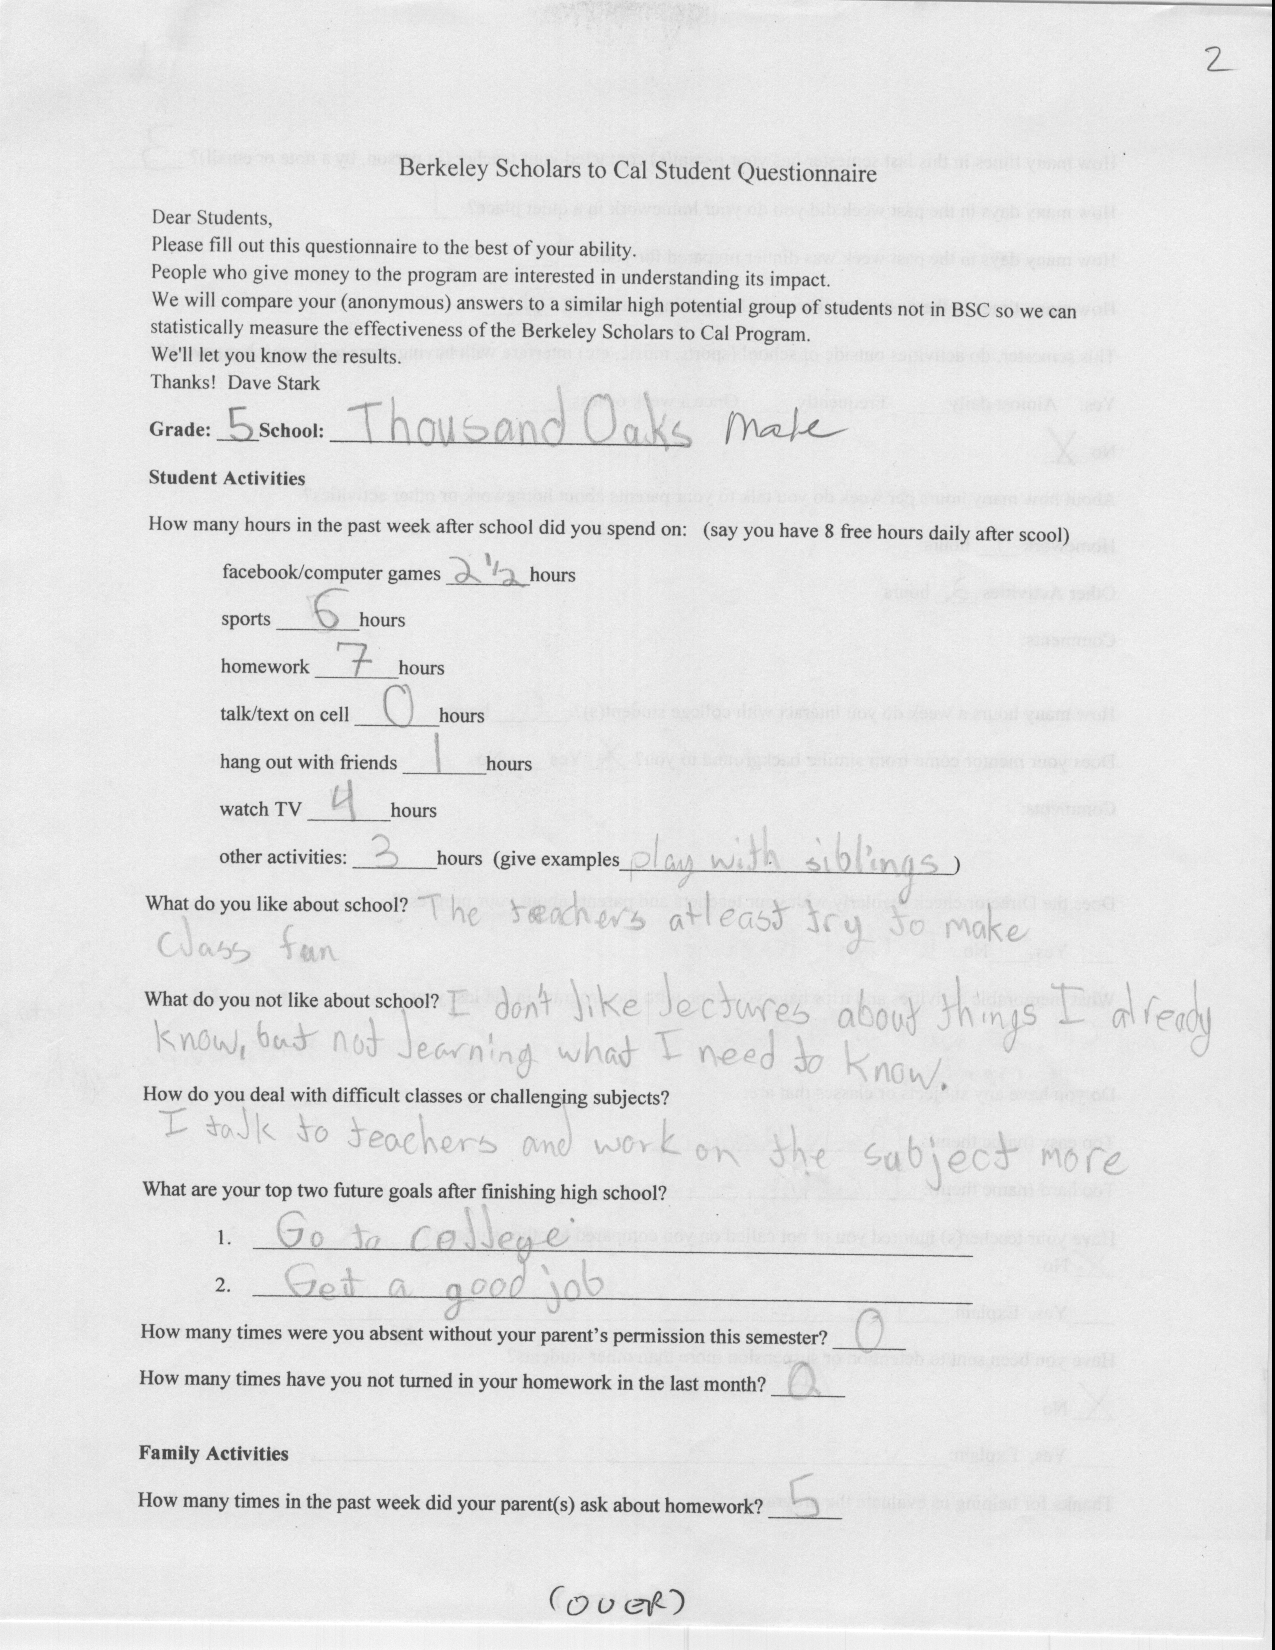 2
Berkeley Scholars to Cal Student Questionnaire
Dear Students,
Please fill out this questionnaire to the best of your ability.
People who give money to the program are interested in understanding its impact.
We will compare your (anonymous) answers to a similar high potential group of students not in BSC so we can
statistically measure the effectiveness of the Berkeley Scholars to Cal Program.
We'll let you know the results.
Thanks! Dave Stark
Grade: 5 School: Thousand Oaks Male
Student Activities
How many hours in the past week after school did you spend on: (say you have 8 free hours daily after scool)
facebook/computer games 2 1/2 hours
sports 6 hours
homework 7 hours
talk/text on cell 0 hours
hang out with friends 1 hours
watch TV 4 hours
other activities: 3 hours (give examples play with siblings )
What do you like about school? The teachers atleast try to make
class fun
What do you not like about school? I don't like lectures about things I already
know, but not learning what I need to know.
How do you deal with difficult classes or challenging subjects?
I talk to teachers and work on the subject more
What are your top two future goals after finishing high school?
1. Go to college
2. Get a good job
How many times were you absent without your parent's permission this semester? 0
How many times have you not turned in your homework in the last month? 0
Family Activities
How many times in the past week did your parent(s) ask about homework? 5
(OVER)